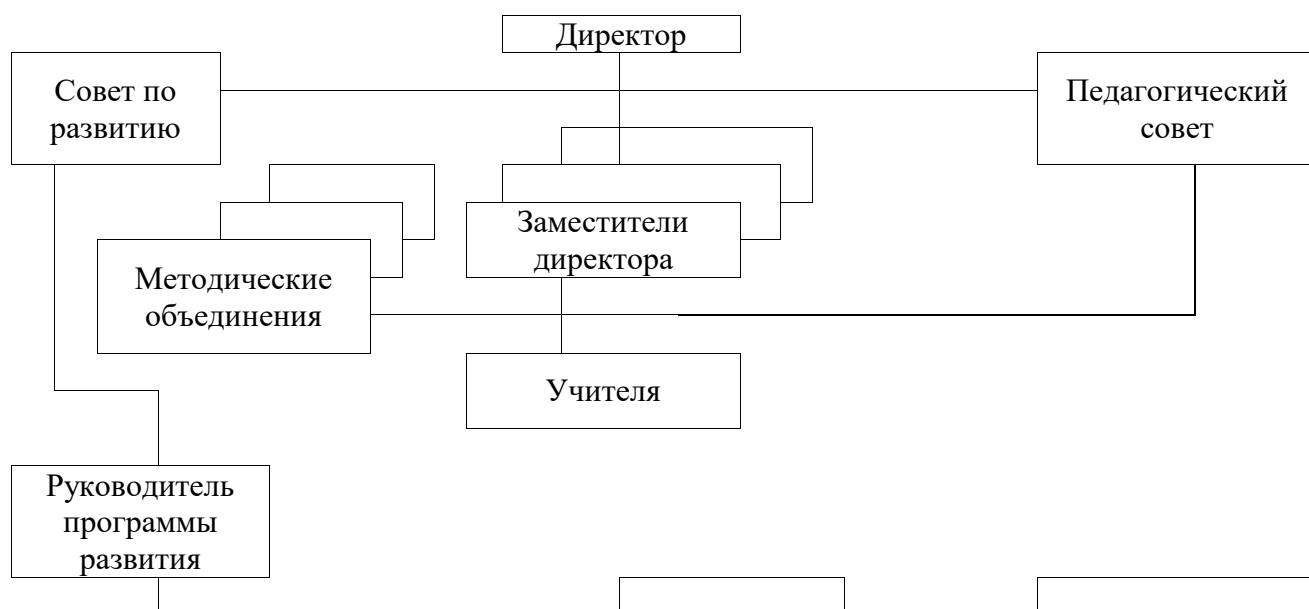 Директор
Совет по
развитию
Педагогический
совет
Заместители
директора
Методические
объединения
Учителя
Руководитель
программы
развития